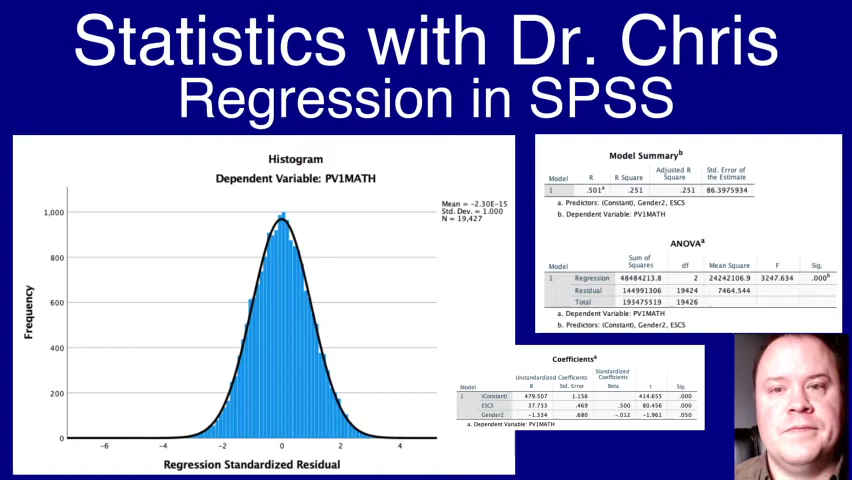 Statistics with Dr. Chris
Regression in SPSS
Histogram
Dependent Variable: PV1MATH
Mean = -2.30E-15
Std. Dev. = 1.000
N = 19,427
1,000
800
600
400
200
0
Frequency
-6 -4 -2 0 2 4
Regression Standardized Residual
Model Summaryb
Model R R Square Adjusted R Square Std. Error of the Estimate
1 .501a .251 .251 86.3975934
a. Predictors: (Constant), Gender2, ESCS
b. Dependent Variable: PV1MATH
ANOVAa
Model Sum of Squares df Mean Square F Sig.
1 Regression 48484213.8 2 24242106.9 3247.634 .000b
Residual 144991306 19424 7464.544
Total 193475519 19426
a. Dependent Variable: PV1MATH
b. Predictors: (Constant), Gender2, ESCS
Coefficientsa
Unstandardized Coefficients Standardized Coefficients
Model B Std. Error Beta t Sig.
1 (Constant) 479.507 1.156 414.655 .000
ESCS 37.733 .469 .500 80.456 .000
Gender2 -1.334 .680 -.012 -1.961 .050
a. Dependent Variable: PV1MATH